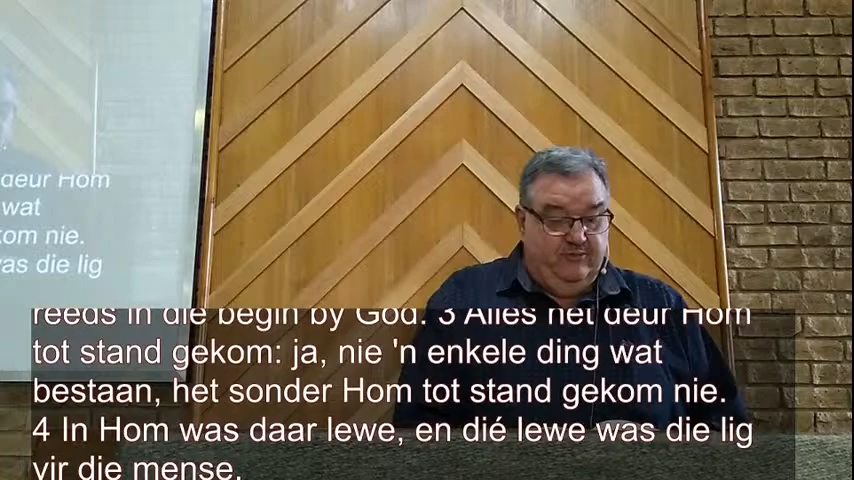 deur Hom
wat
kom nie.
was die lig
reeds in die begin by God. 3 Alles het deur Hom
tot stand gekom: ja, nie 'n enkele ding wat
bestaan, het sonder Hom tot stand gekom nie.
4 In Hom was daar lewe, en dié lewe was die lig
vir die mense.